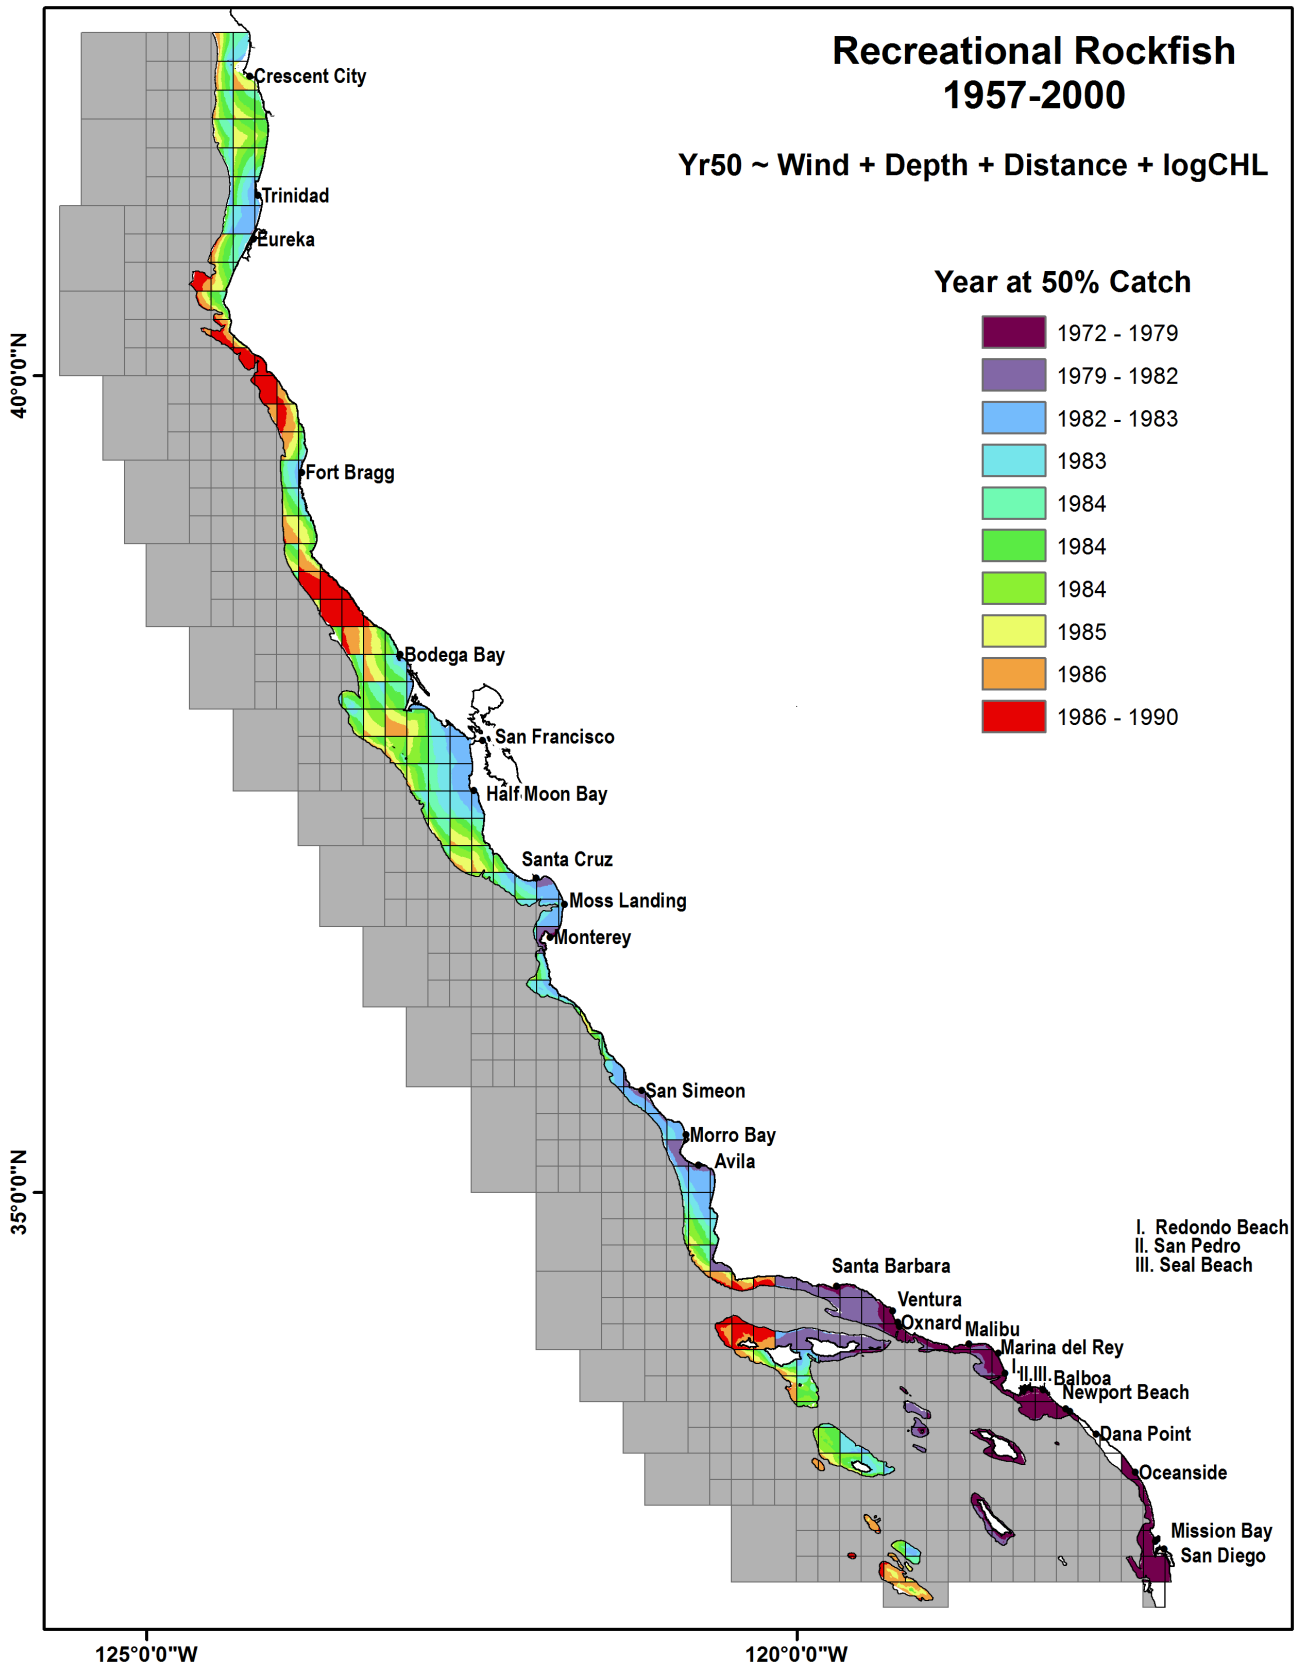 Recreational Rockfish
1957-2000
Yr50 ~ Wind + Depth + Distance + logCHL
Year at 50% Catch
1972 - 1979
1979 - 1982
1982 - 1983
1983
1984
1984
1984
1985
1986
1986 - 1990
Crescent City
Trinidad
Eureka
Fort Bragg
Bodega Bay
San Francisco
Half Moon Bay
Santa Cruz
Moss Landing
Monterey
San Simeon
Morro Bay
Avila
I. Redondo Beach
II. San Pedro
III. Seal Beach
Santa Barbara
Ventura
Oxnard
Malibu
Marina del Rey
I.
II.III. Balboa
Newport Beach
Dana Point
Oceanside
Mission Bay
San Diego
40°0'0"N
35°0'0"N
125°0'0"W
120°0'0"W